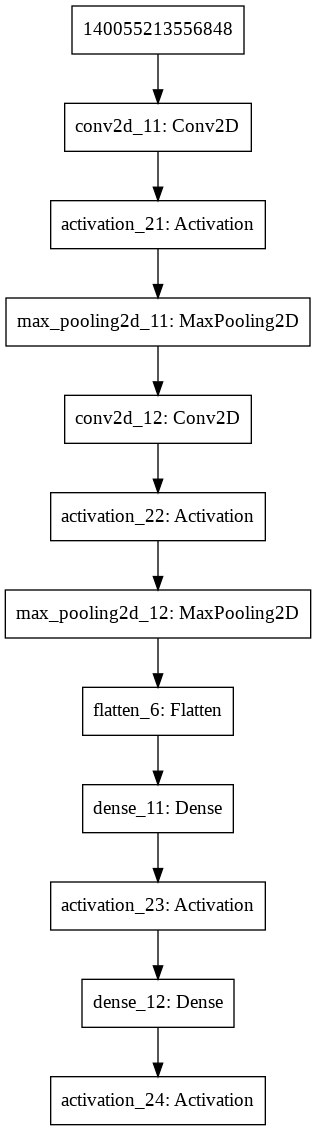 140055213556848
conv2d_11: Conv2D
activation_21: Activation
max_pooling2d_11: MaxPooling2D
conv2d_12: Conv2D
activation_22: Activation
max_pooling2d_12: MaxPooling2D
flatten_6: Flatten
dense_11: Dense
activation_23: Activation
dense_12: Dense
activation_24: Activation